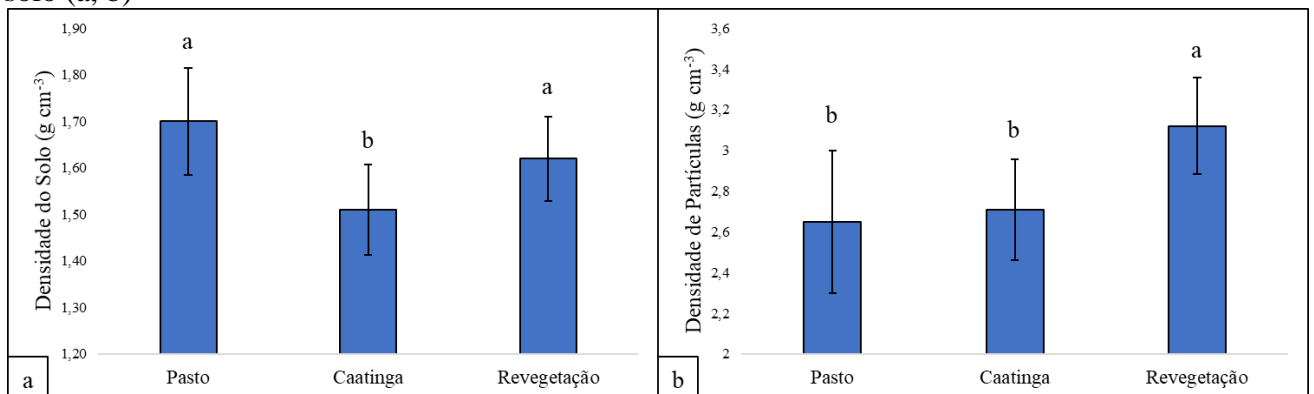 solo (a, b)
Densidade do Solo (g cm-3)
1,90
1,80
1,70
1,60
1,50
1,40
1,30
1,20
a
b
a
Pasto Caatinga Revegetação
a
Densidade de Partículas (g cm-3)
3,6
3,4
3,2
3
2,8
2,6
2,4
2,2
2
b
b
a
Pasto Caatinga Revegetação
b